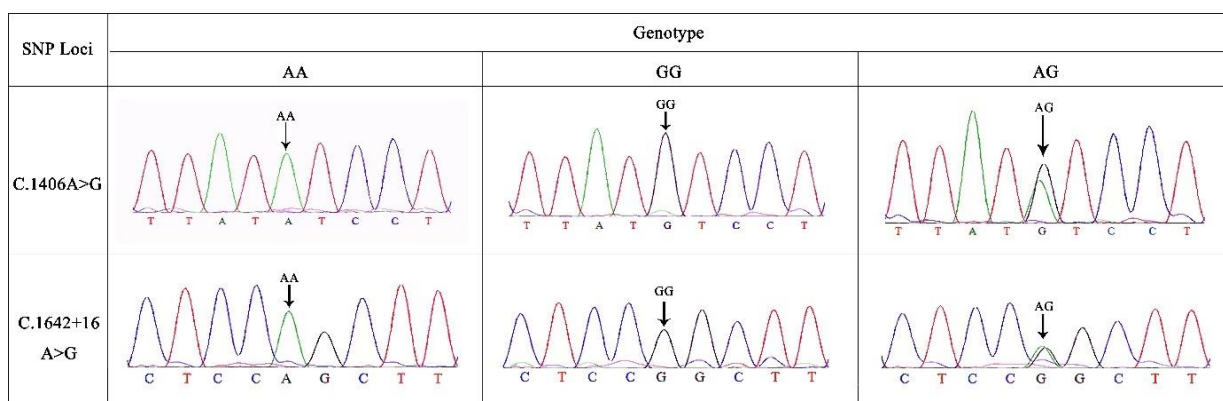 SNP Loci
Genotype
AA
GG
AG
C.1406A>G
AA
T T A T A T C C T
GG
T T A T G T C C T
AG
T T A T G T C C T
C.1642+16
A>G
AA
C T C C A G C T T
GG
C T C C G G C T T
AG
C T C C G G C T T